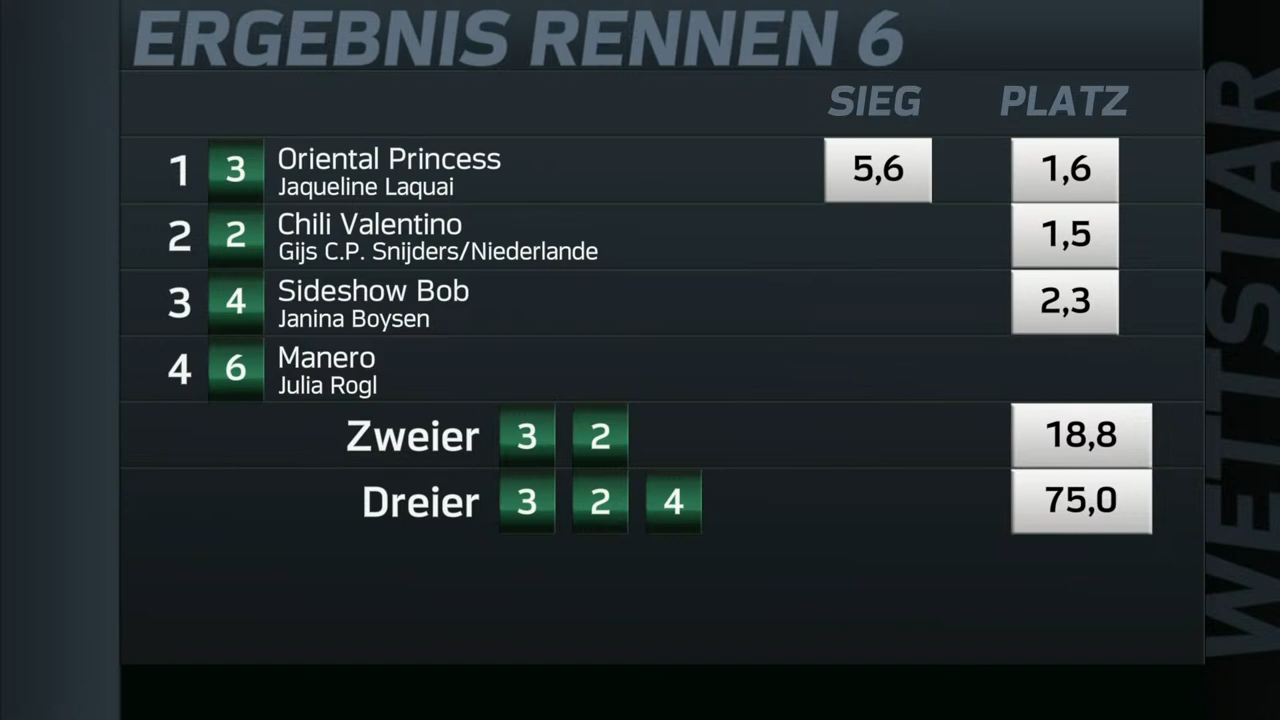 ERGEBNIS RENNEN 6
SIEG PLATZ
1 3 Oriental Princess 5,6 1,6
Jaqueline Laquai
2 2 Chili Valentino 1,5
Gijs C.P. Snijders/Niederlande
3 4 Sideshow Bob 2,3
Janina Boysen
4 6 Manero
Julia Rogl
Zweier 3 2 18,8
Dreier 3 2 4 75,0
WETTSTAR